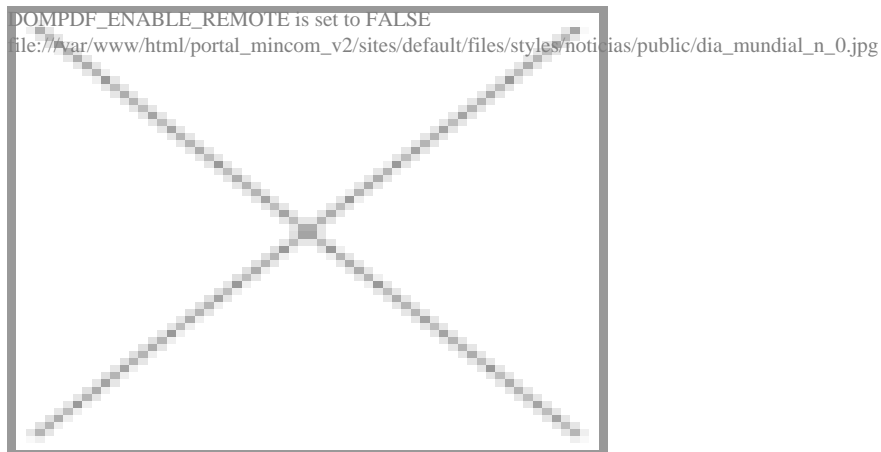 DOMPDF_ENABLE_REMOTE is set to FALSE
file:///var/www/html/portal_mincom_v2/sites/default/files/styles/noticias/public/dia_mundial_n_0.jpg